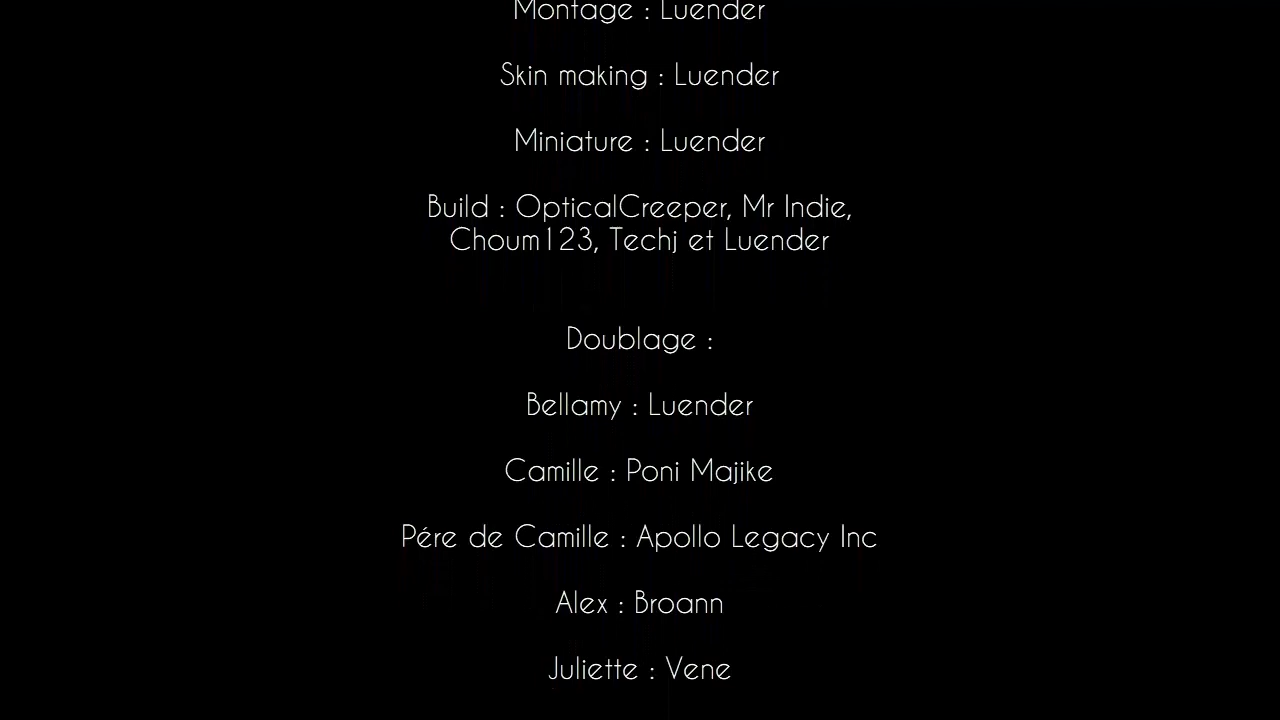 Montage : Luender
Skin making : Luender
Miniature : Luender
Build : OpticalCreeper, Mr Indie,
Choum123, Techj et Luender
Doublage :
Bellamy : Luender
Camille : Poni Majike
Pére de Camille : Apollo Legacy Inc
Alex : Broann
Juliette : Vene